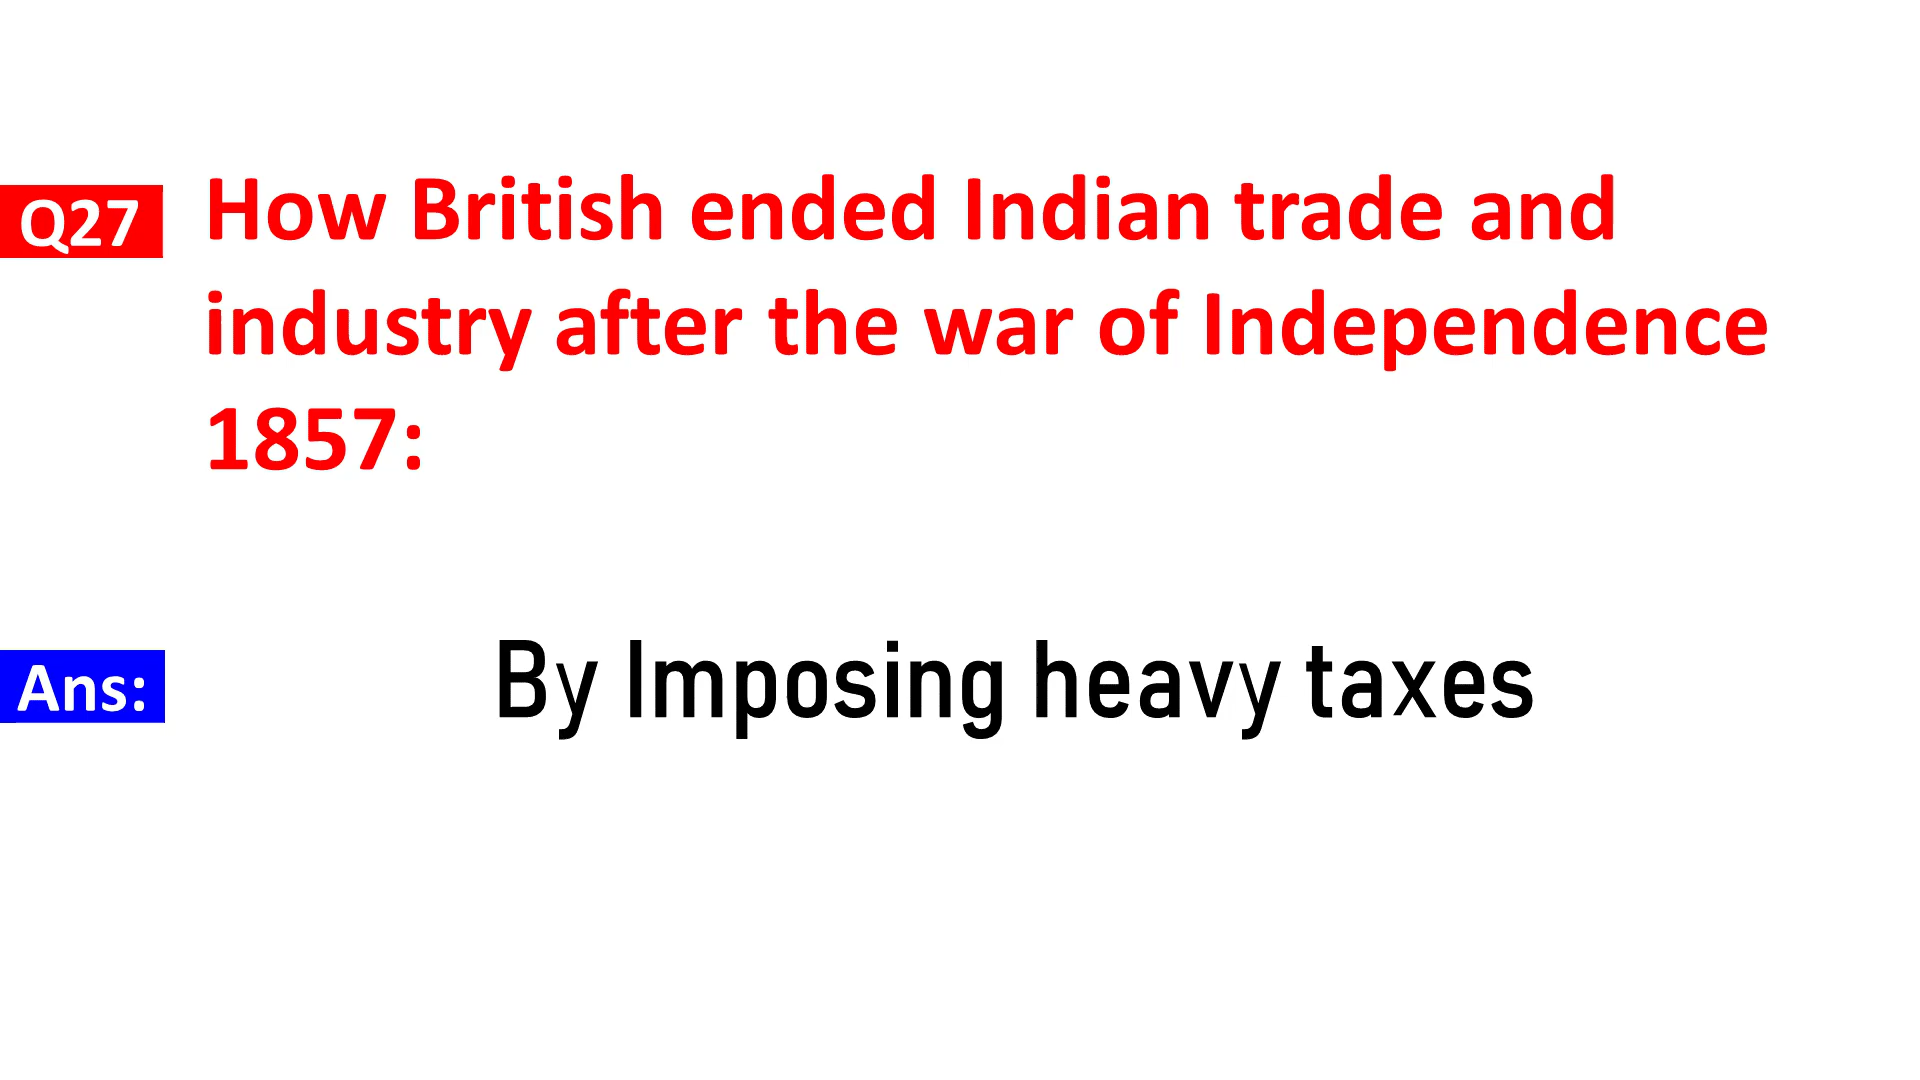 Q27 How British ended Indian trade and
industry after the war of Independence
1857:
Ans: By Imposing heavy taxes